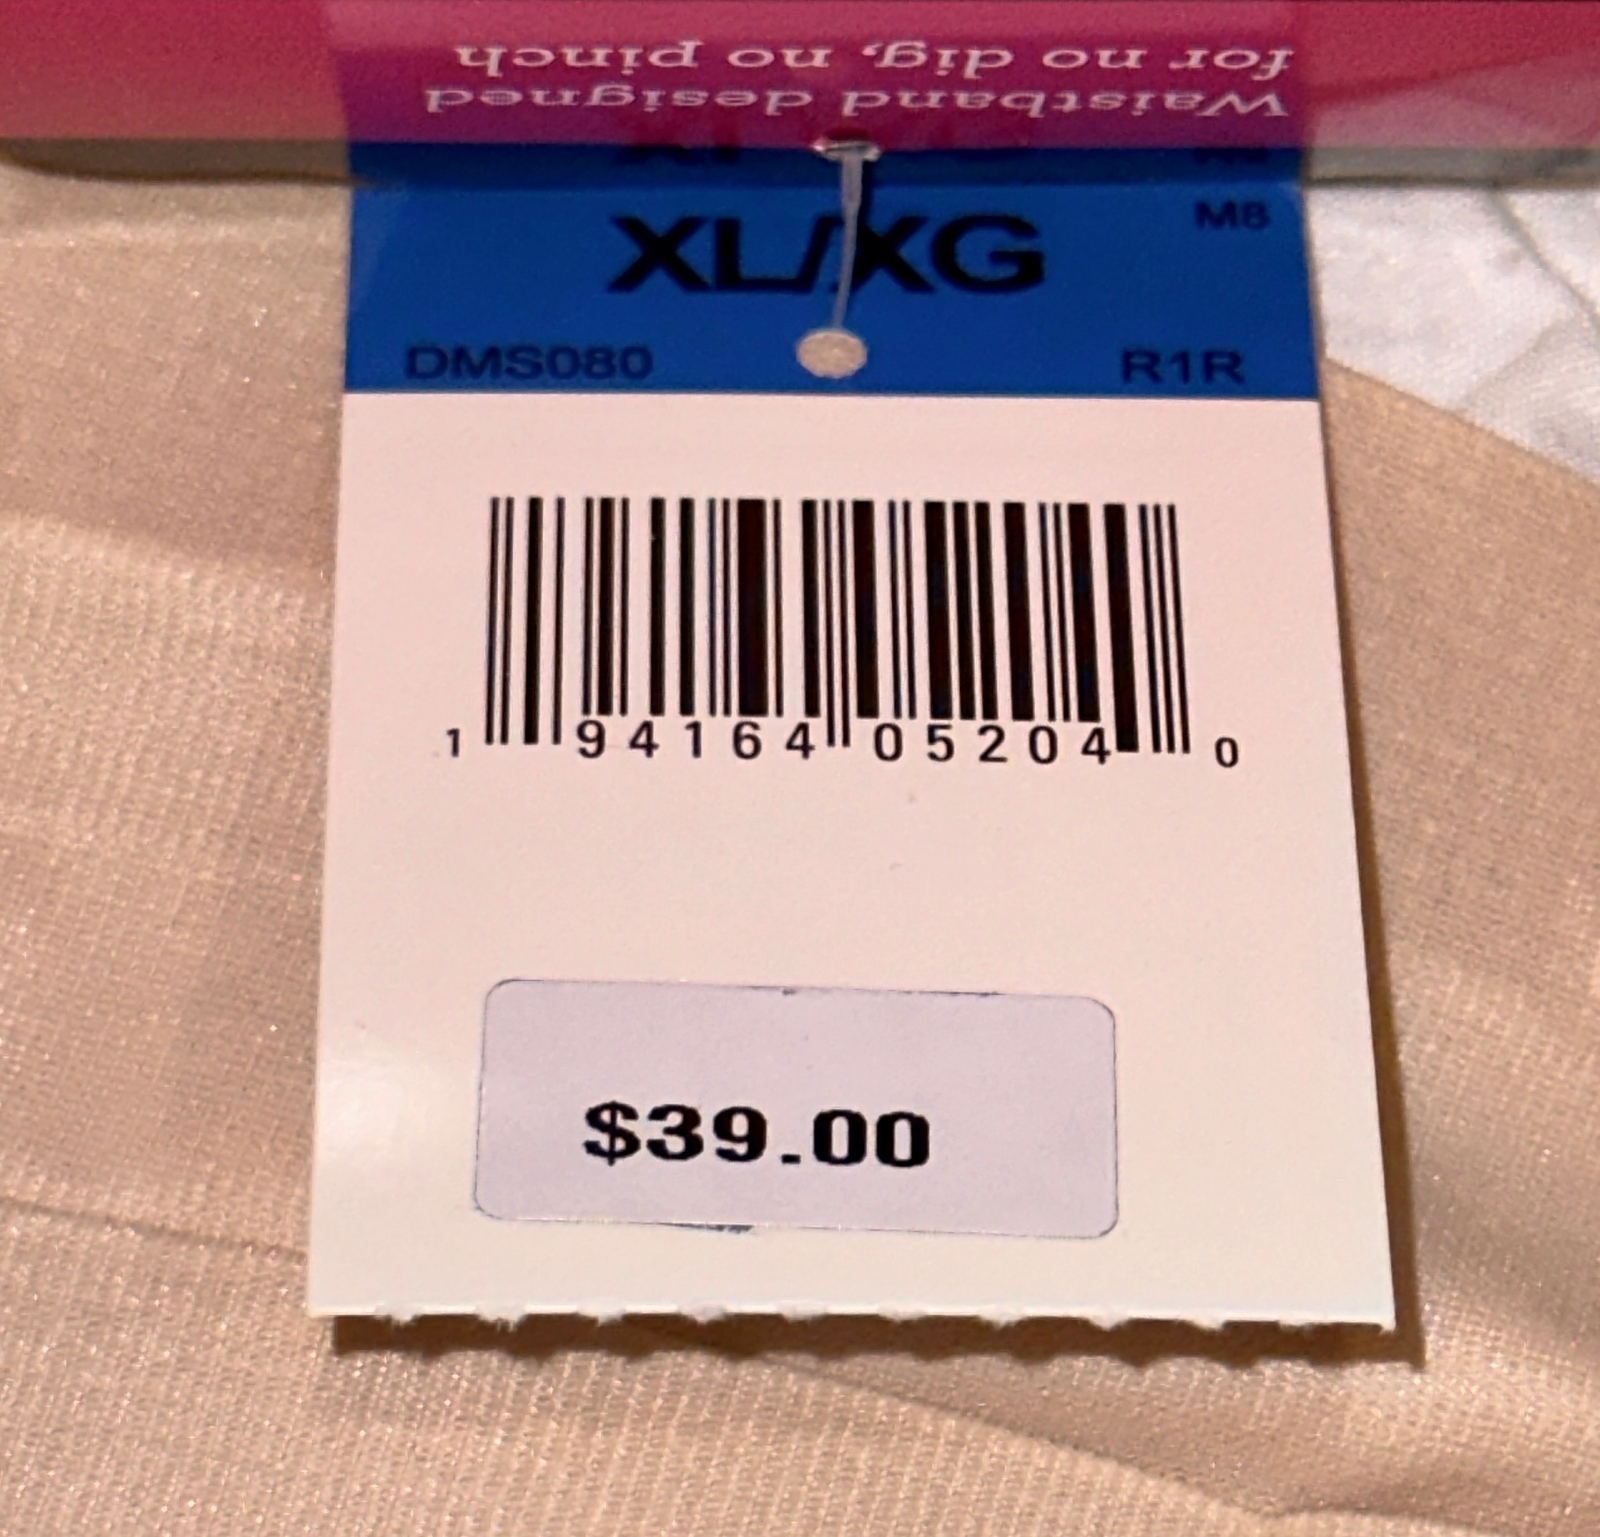 Waistband designed
for no dig, no pinch
M8
XL/XG
DMS080 R1R
1 94164 05204 0
$39.00